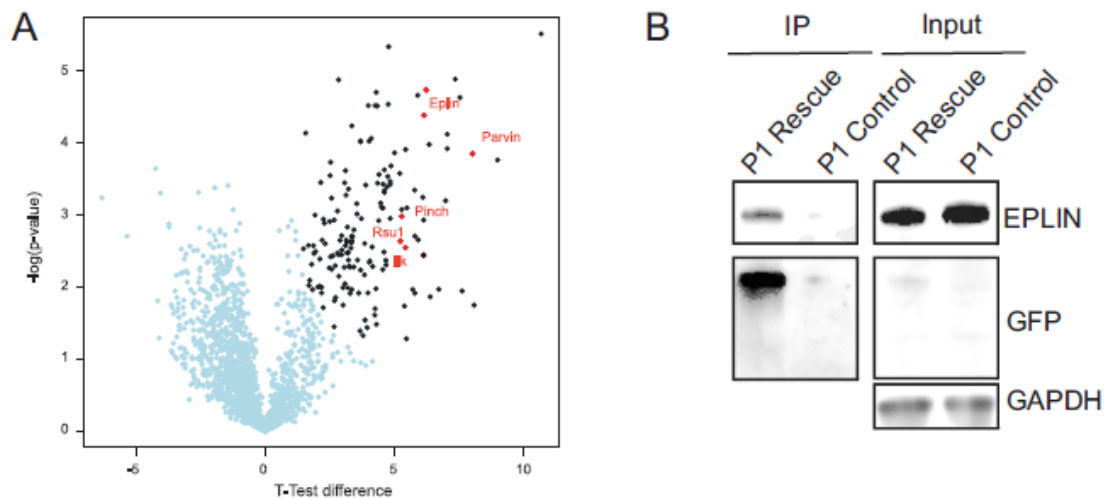 A
5
4
3
2
1
0
-log(p-value)
-5
0
5
10
T-Test difference
Eplin
Parvin
Pinch
Rsu1
B
IP
Input
P1 Rescue
P1 Control
P1 Rescue
P1 Control
EPLIN
GFP
GAPDH